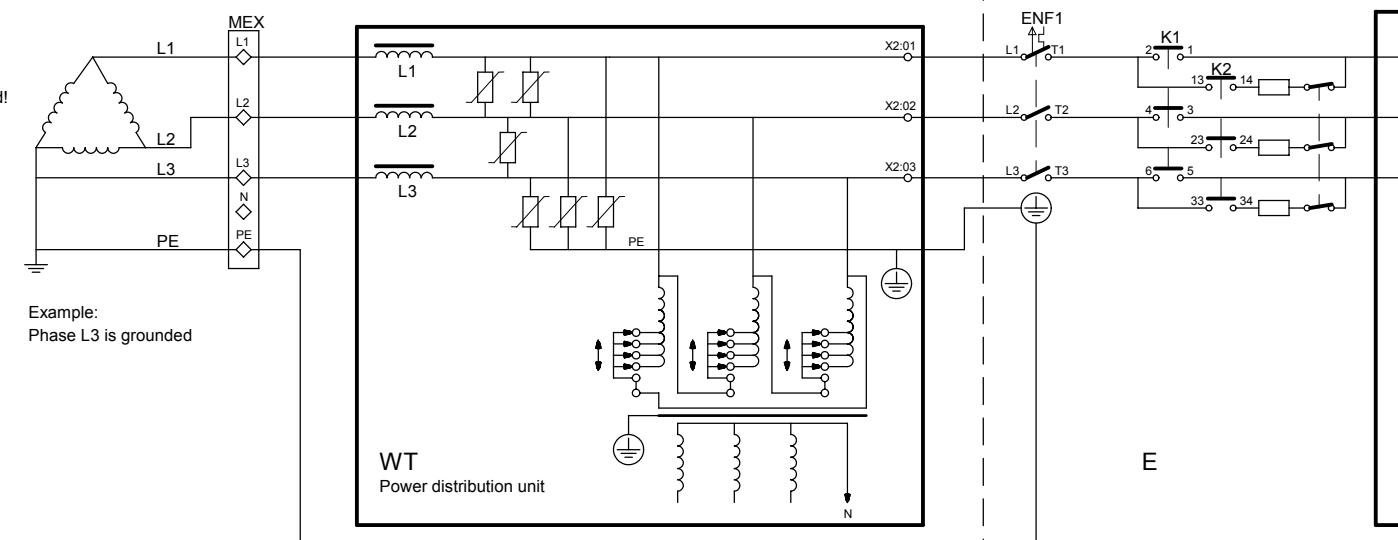 MEX
ENF1
L1
L1
L1
X2:01
L1
T1
K1
2
1
K2
13
14
d!
L2
L2
L2
X2:02
L2
T2
4
3
23
24
L3
L3
L3
X2:03
L3
T3
6
5
33
34
N
PE
PE
PE
Example:
Phase L3 is grounded
WT
Power distribution unit
N
E